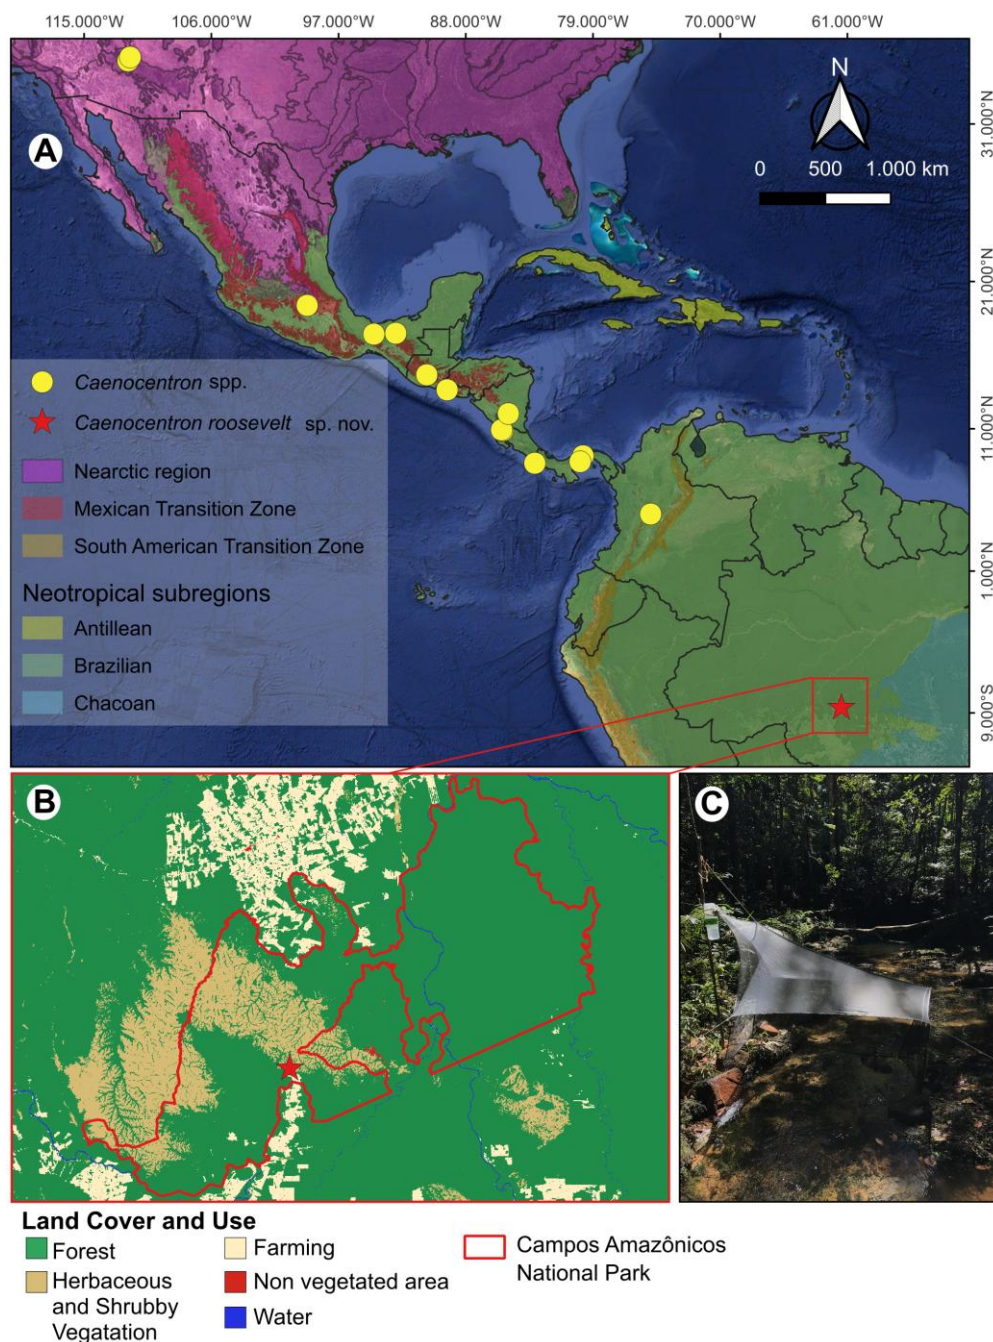 115.000°W 106.000°W 97.000°W 88.000°W 79.000°W 70.000°W 61.000°W
A
N
0 500 1.000 km
31.000°N
21.000°N
11.000°N
1.000°N
9.000°S
Caenocentron spp.
Caenocentron roosevelt sp. nov.
Nearctic region
Mexican Transition Zone
South American Transition Zone
Neotropical subregions
Antillean
Brazilian
Chacoan
B
C
Land Cover and Use
Forest
Herbaceous
and Shrubby
Vegatation
Farming
Non vegetated area
Water
Campos Amazônicos
National Park